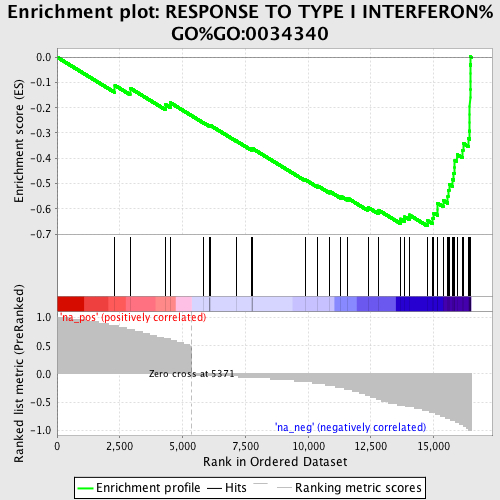 Enrichment plot: RESPONSE TO TYPE I INTERFERON%
GO%GO:0034340
Enrichment score (ES)
0.0
-0.1
-0.2
-0.3
-0.4
-0.5
-0.6
-0.7
Ranked list metric (PreRanked)
1.0
0.5
0.0
-0.5
-1.0
'na_pos' (positively correlated)
Zero cross at 5371
'na_neg' (negatively correlated)
0
2,500
5,000
7,500
10,000
12,500
15,000
Rank in Ordered Dataset
Enrichment profile
Hits
Ranking metric scores